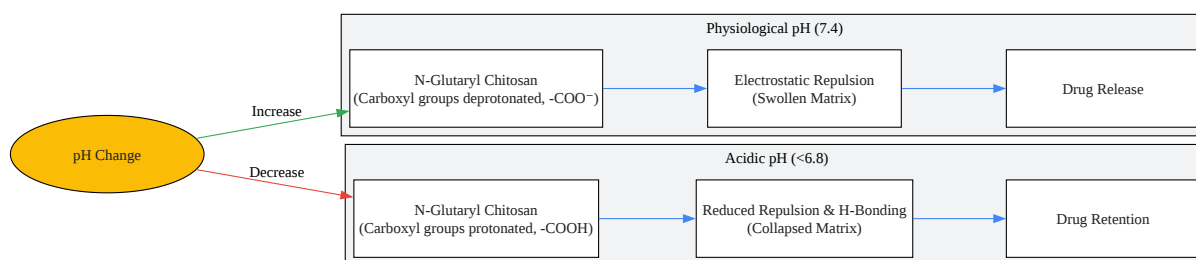 Physiological pH (7.4)
N-Glutaryl Chitosan
(Carboxyl groups deprotonated, -COO⁻)
Electrostatic Repulsion
(Swollen Matrix)
Drug Release
Increase
pH Change
Decrease
Acidic pH (<6.8)
N-Glutaryl Chitosan
(Carboxyl groups protonated, -COOH)
Reduced Repulsion & H-Bonding
(Collapsed Matrix)
Drug Retention